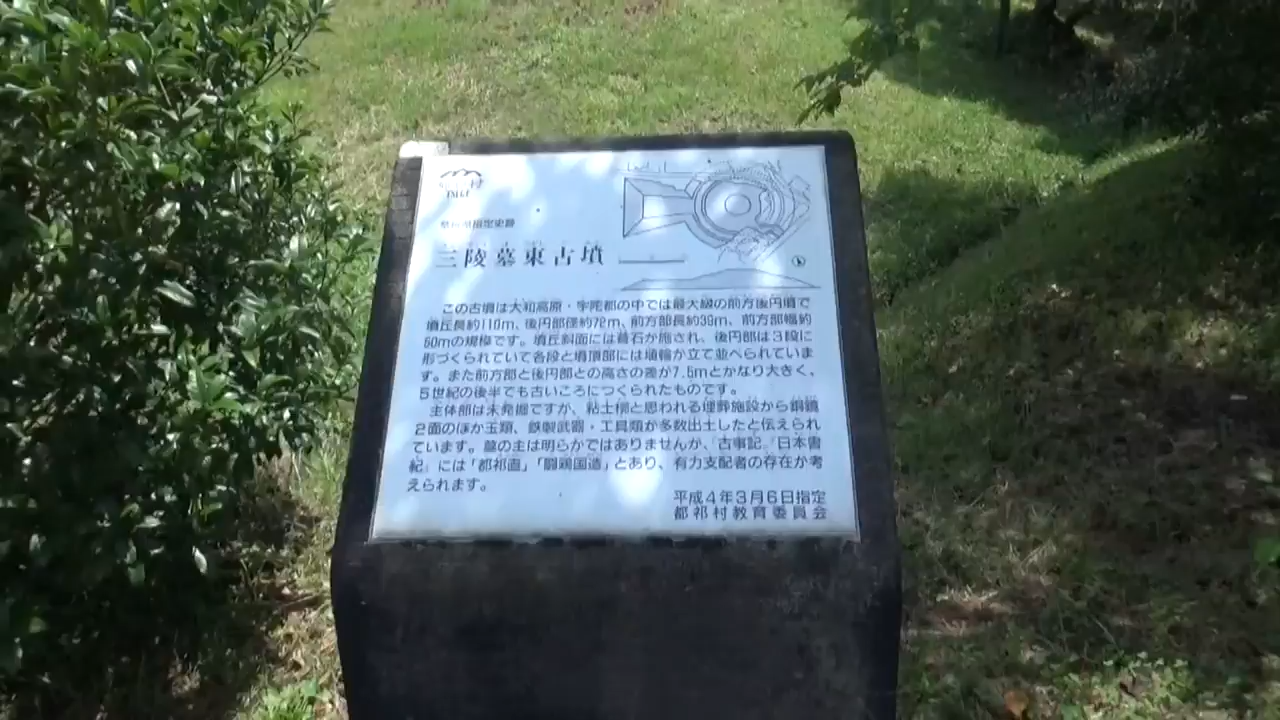 村
指定史跡
三陵墓東古墳
この古墳は大和高原・宇陀郡の中では最大級の前方後円墳で
墳丘長約110m、後円部径約72m、前方部長約39m、前方部幅約
50mの規模です。墳丘斜面には葺石が施され、後円部は3段に
形づくられていて各段と墳頂部には埴輪が立て並べられていま
す。また前方部と後円部との高さの差が7.5mとかなり大きく、
5世紀の後半でも古いころにつくられたものです。
主体部は未発掘ですが、粘土槨と思われる埋葬施設から銅鏡
2面のほか玉類、鉄製武器・工具類が多数出土したと伝えられ
ています。墓の主は明らかではありませんが、『古事記』『日本書
紀』には「都祁直」「闘鶏国造」とあり、有力支配者の存在が考
えられます。
平成4年3月6日指定
都祁村教育委員会